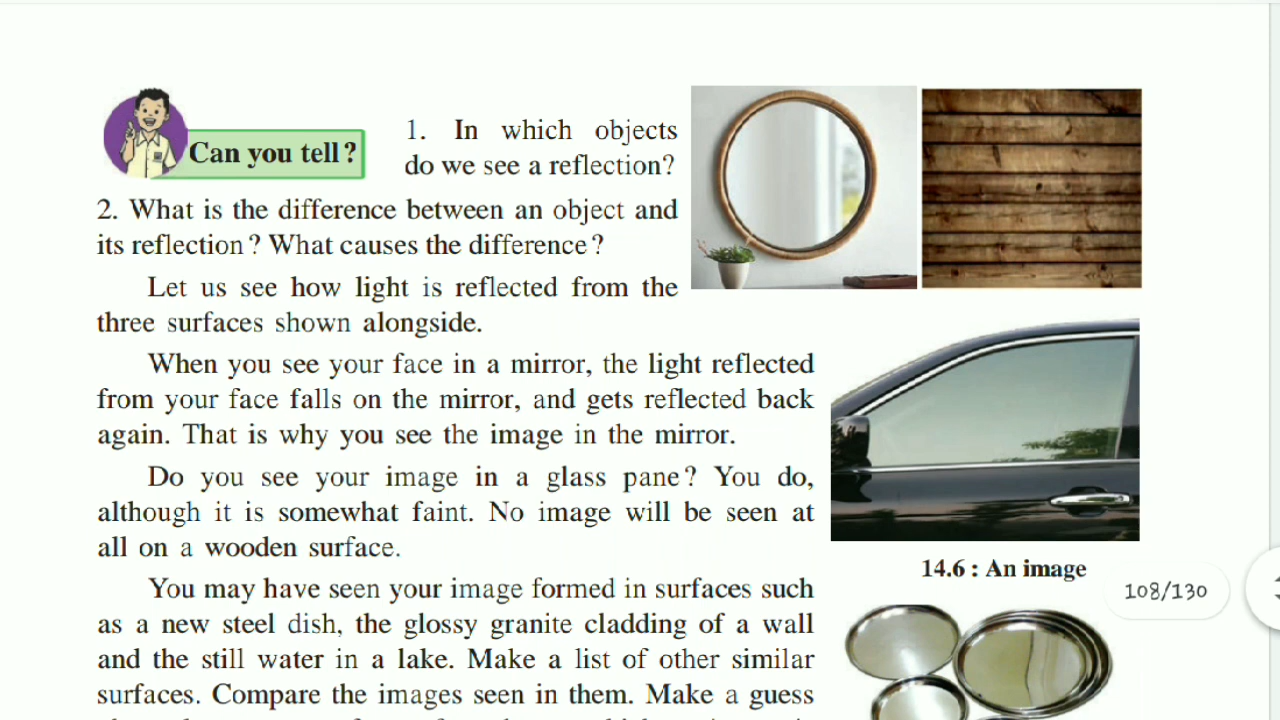 Can you tell?
1. In which objects
do we see a reflection?
2. What is the difference between an object and
its reflection? What causes the difference?
Let us see how light is reflected from the
three surfaces shown alongside.
When you see your face in a mirror, the light reflected
from your face falls on the mirror, and gets reflected back
again. That is why you see the image in the mirror.
Do you see your image in a glass pane? You do,
although it is somewhat faint. No image will be seen at
all on a wooden surface.
14.6 : An image
108/130
You may have seen your image formed in surfaces such
as a new steel dish, the glossy granite cladding of a wall
and the still water in a lake. Make a list of other similar
surfaces. Compare the images seen in them. Make a guess